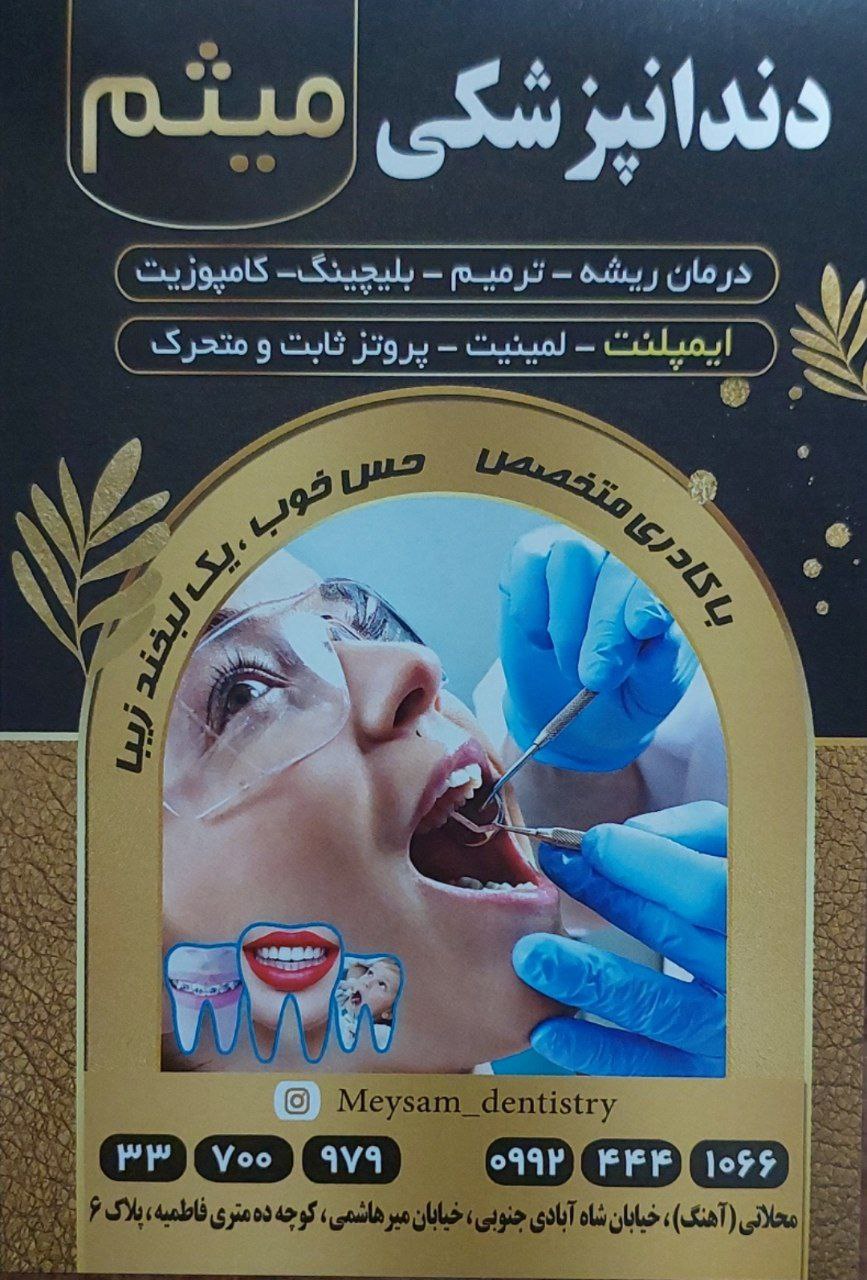 دندانپزشکی میثم
درمان ریشه - ترمیم - بلیچینگ - کامپوزیت
ایمپلنت - لمینیت - پروتز ثابت و متحرک
با کادری متخصص حس خوب ، یک لبخند زیبا
Meysam_dentistry
۳۳ ۷۰۰ ۹۷۹ ۰۹۹۲ ۴۴۴ ۱۰۶۶
محلاتی (آهنگ) ، خیابان شاه آبادی جنوبی ، خیابان میرهاشمی ، کوچه ده متری فاطمیه ، پلاک ۶